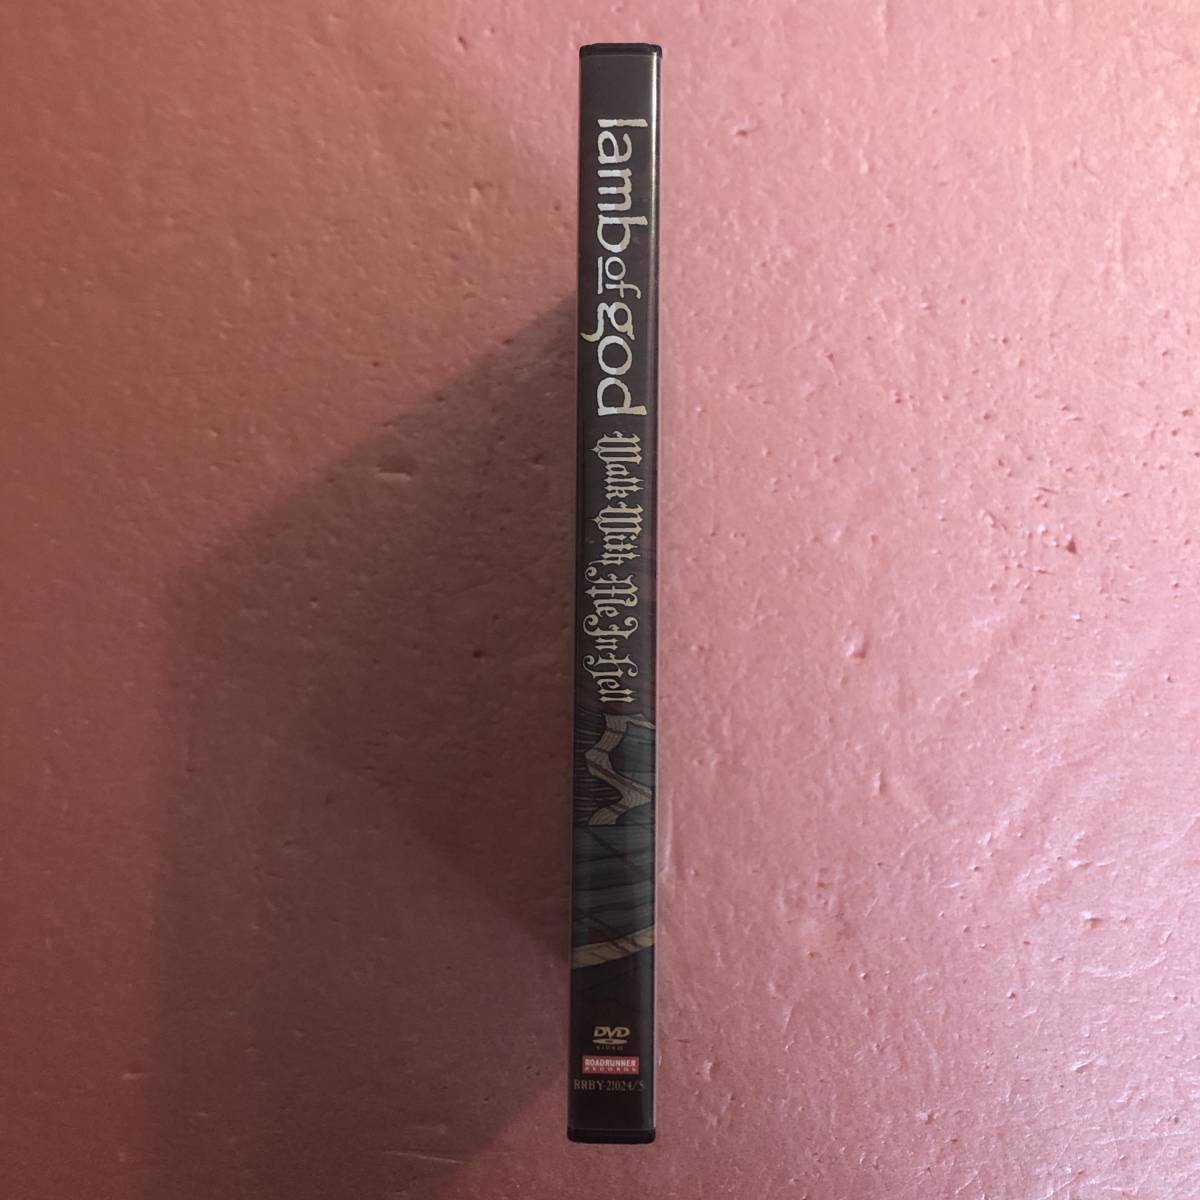 lamb of god
Walk With Me In Hell
DVD
VIDEO
ROADRUNNER
RECORDS
RRBY-21024/5